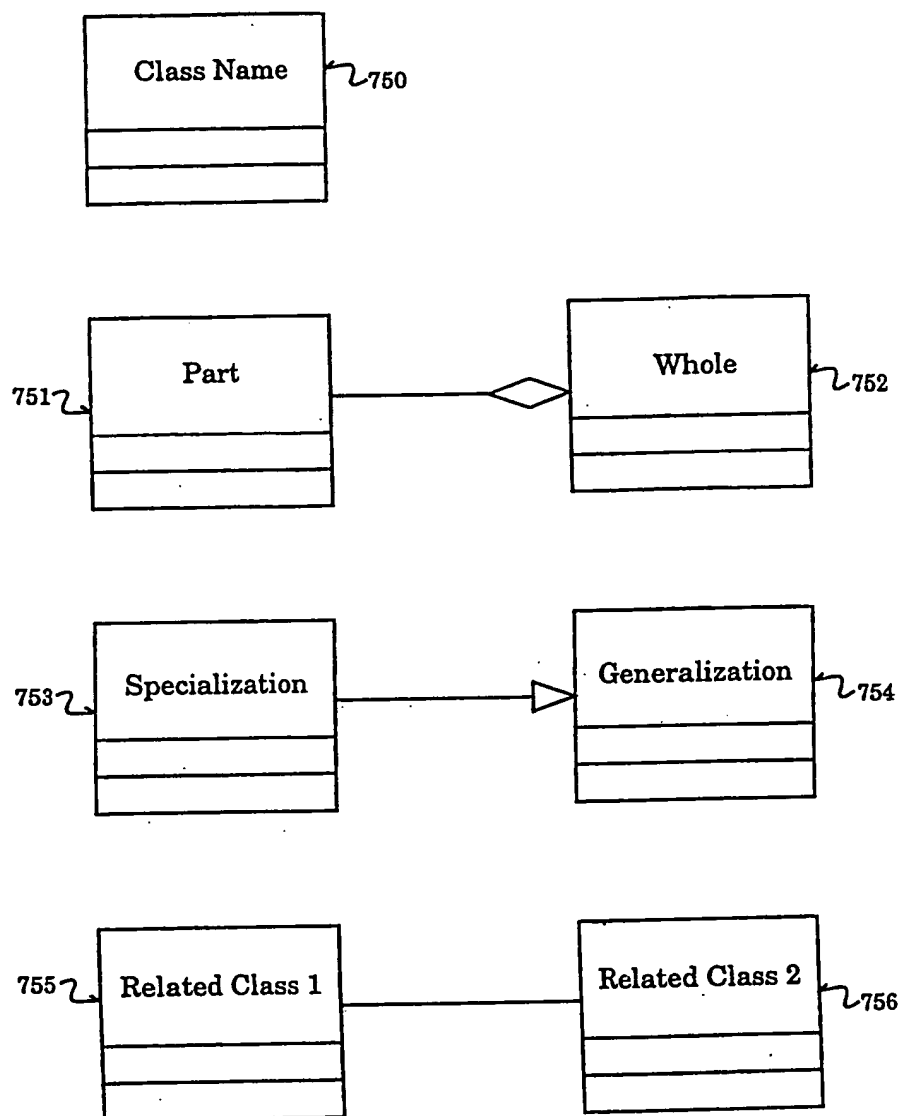 Class Name
750
Part
Whole
751
752
Specialization
Generalization
753
754
Related Class 1
Related Class 2
755
756